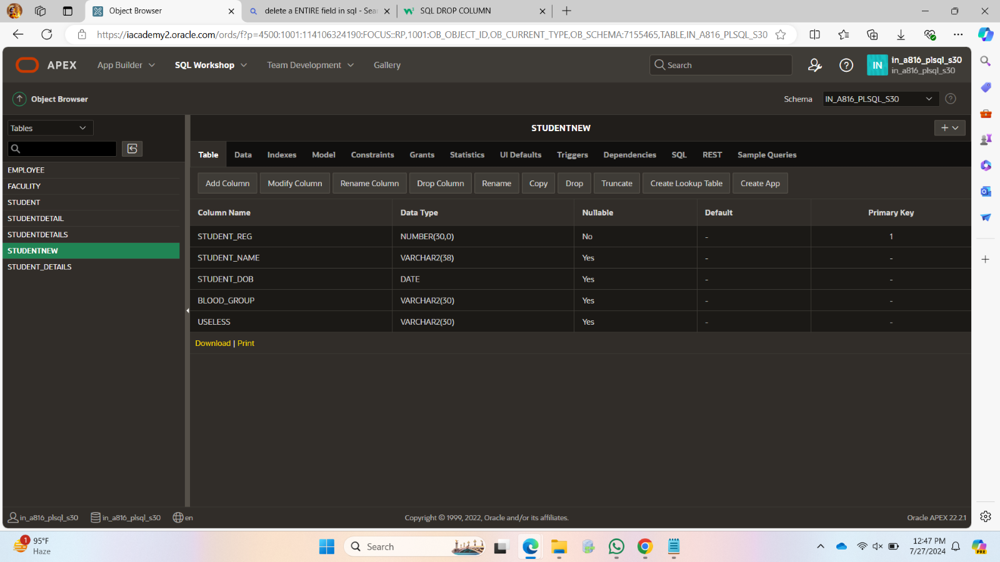 Object Browser
delete a ENTIRE field in sql - Sea
SQL DROP COLUMN
https://iacademy2.oracle.com/ords/f?p=4500:1001:114106324190:FOCUS::RP,1001:OB_OBJECT_ID,OB_CURRENT_TYPE,OB_SCHEMA:7155465,TABLE,IN_A816_PLSQL_S30
APEX
App Builder
SQL Workshop
Team Development
Gallery
Search
IN
in_a816_plsql_s30
in_a816_plsql_s30
Object Browser
Schema
IN_A816_PLSQL_S30
Tables
EMPLOYEE
FACULITY
STUDENT
STUDENTDETAIL
STUDENTDETAILS
STUDENTNEW
STUDENT_DETAILS
STUDENTNEW
Table Data Indexes Model Constraints Grants Statistics UI Defaults Triggers Dependencies SQL REST Sample Queries
Add Column Modify Column Rename Column Drop Column Rename Copy Drop Truncate Create Lookup Table Create App
Column Name Data Type Nullable Default Primary Key
STUDENT_REG NUMBER(30,0) No - 1
STUDENT_NAME VARCHAR2(38) Yes - -
STUDENT_DOB DATE Yes - -
BLOOD_GROUP VARCHAR2(30) Yes - -
USELESS VARCHAR2(30) Yes - -
Download | Print
in_a816_plsql_s30 in_a816_plsql_s30 en
Copyright © 1999, 2022, Oracle and/or its affiliates.
Oracle APEX 22.2.1
1
95°F
Haze
Search
12:47 PM
7/27/2024
PRE